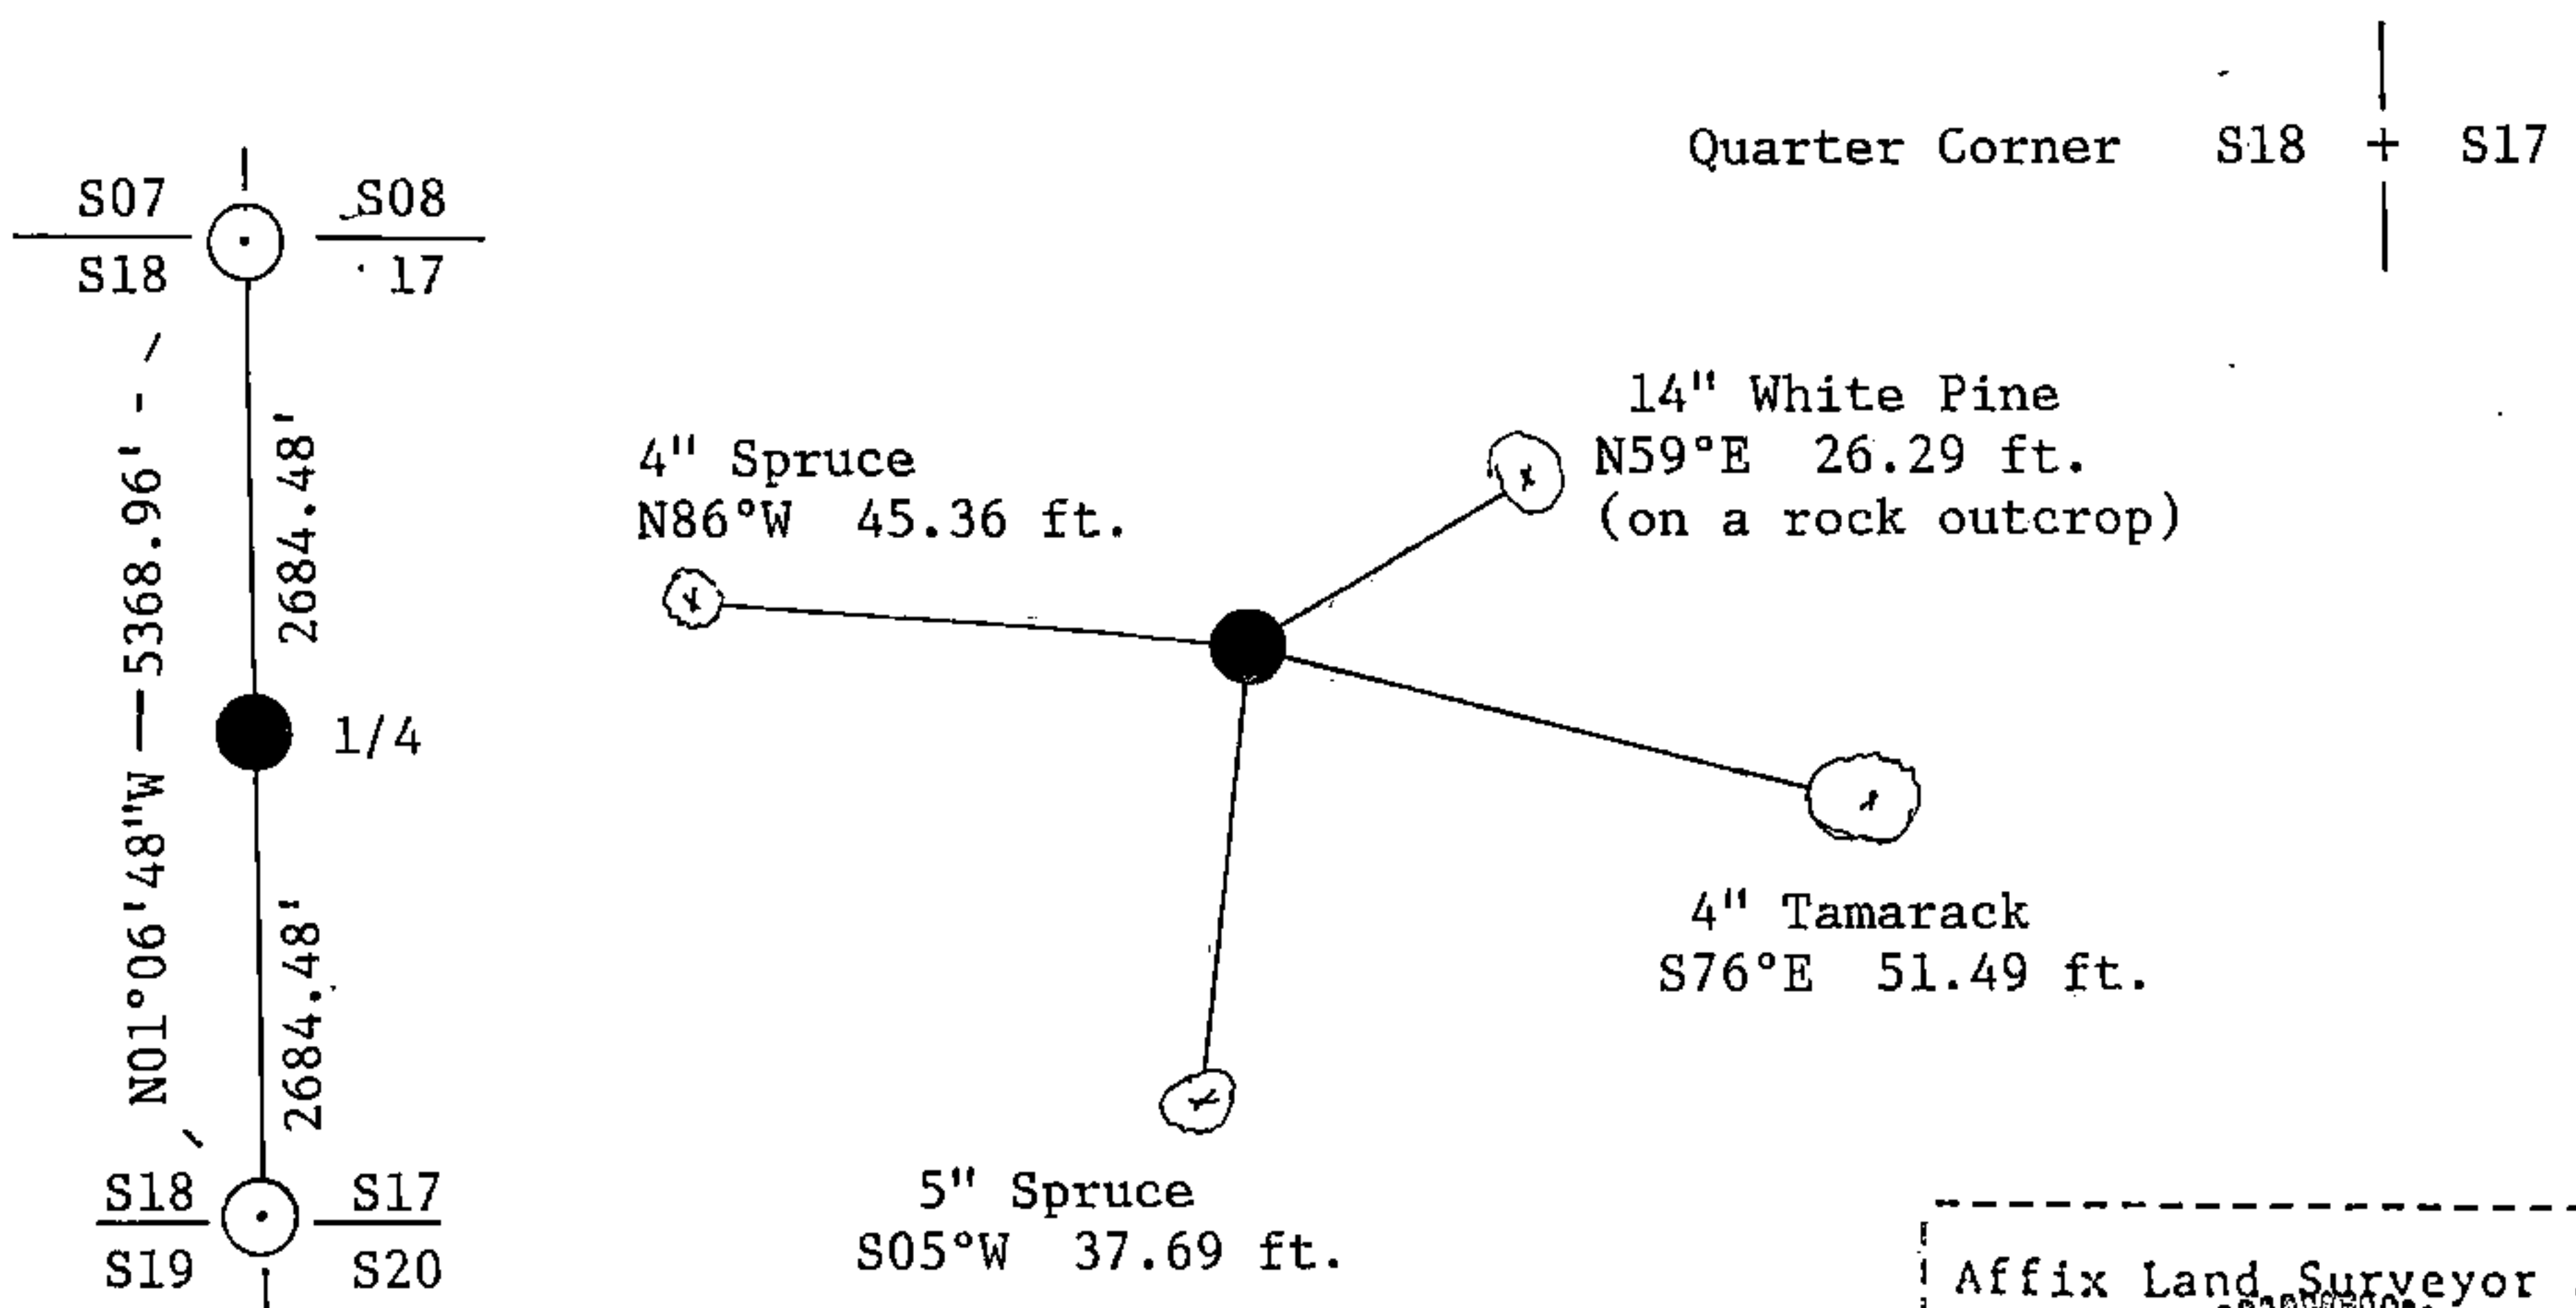 Quarter Corner S18 + S17
S07 S08
S18 17
N01°06'48"W — 5368.96'
2684.48'
1/4
2684.48'
S18 S17
S19 S20
4" Spruce
N86°W 45.36 ft.
14" White Pine
N59°E 26.29 ft.
(on a rock outcrop)
4" Tamarack
S76°E 51.49 ft.
5" Spruce
S05°W 37.69 ft.
Affix Land Surveyor